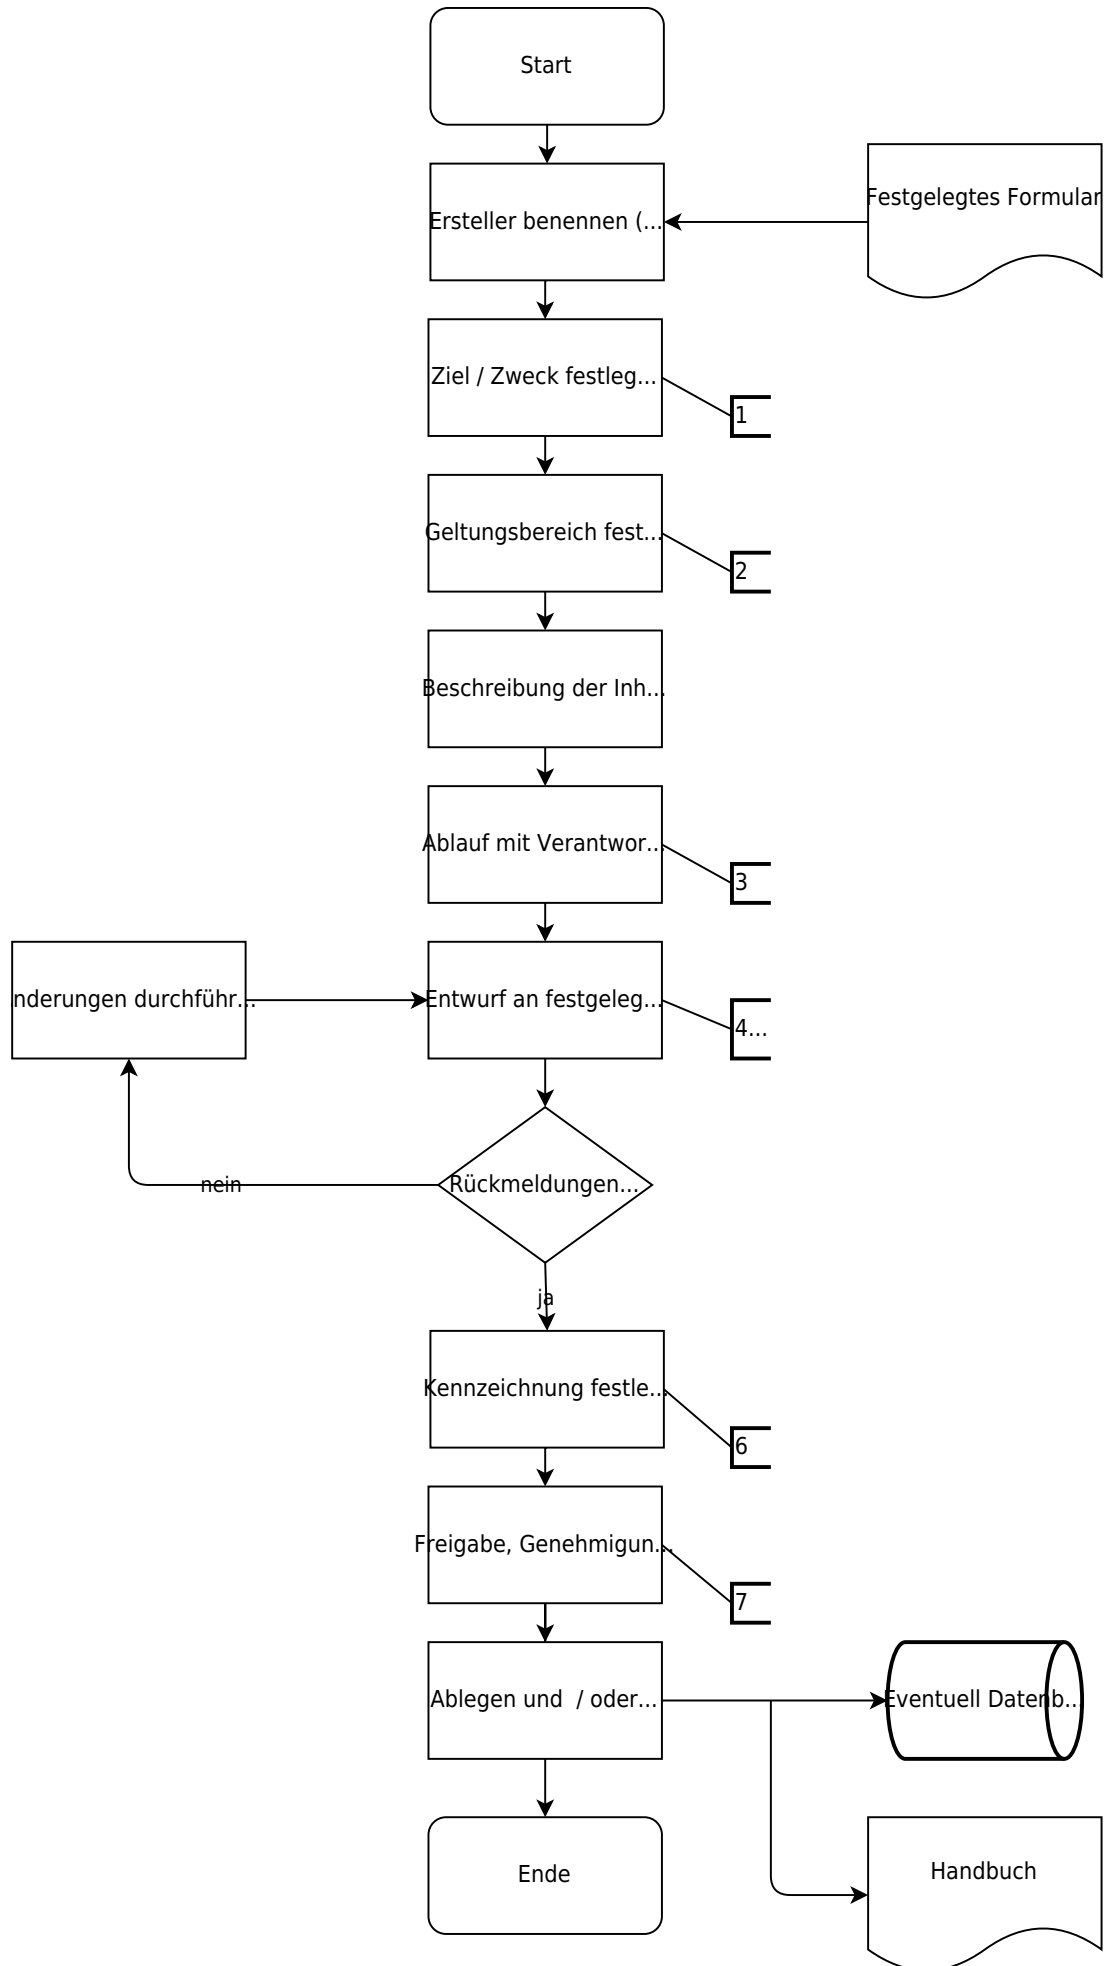 Start
Festgelegtes Formular
Ersteller benennen (...
Ziel / Zweck festleg...
1
Geltungsbereich fest...
2
Beschreibung der Inh...
Ablauf mit Verantwor...
3
nderungen durchführ...
Entwurf an festgeleg...
4...
Rückmeldungen...
nein
ja
Kennzeichnung festle...
6
Freigabe, Genehmigun...
7
Ablegen und / oder...
Eventuell Datenb...
Ende
Handbuch